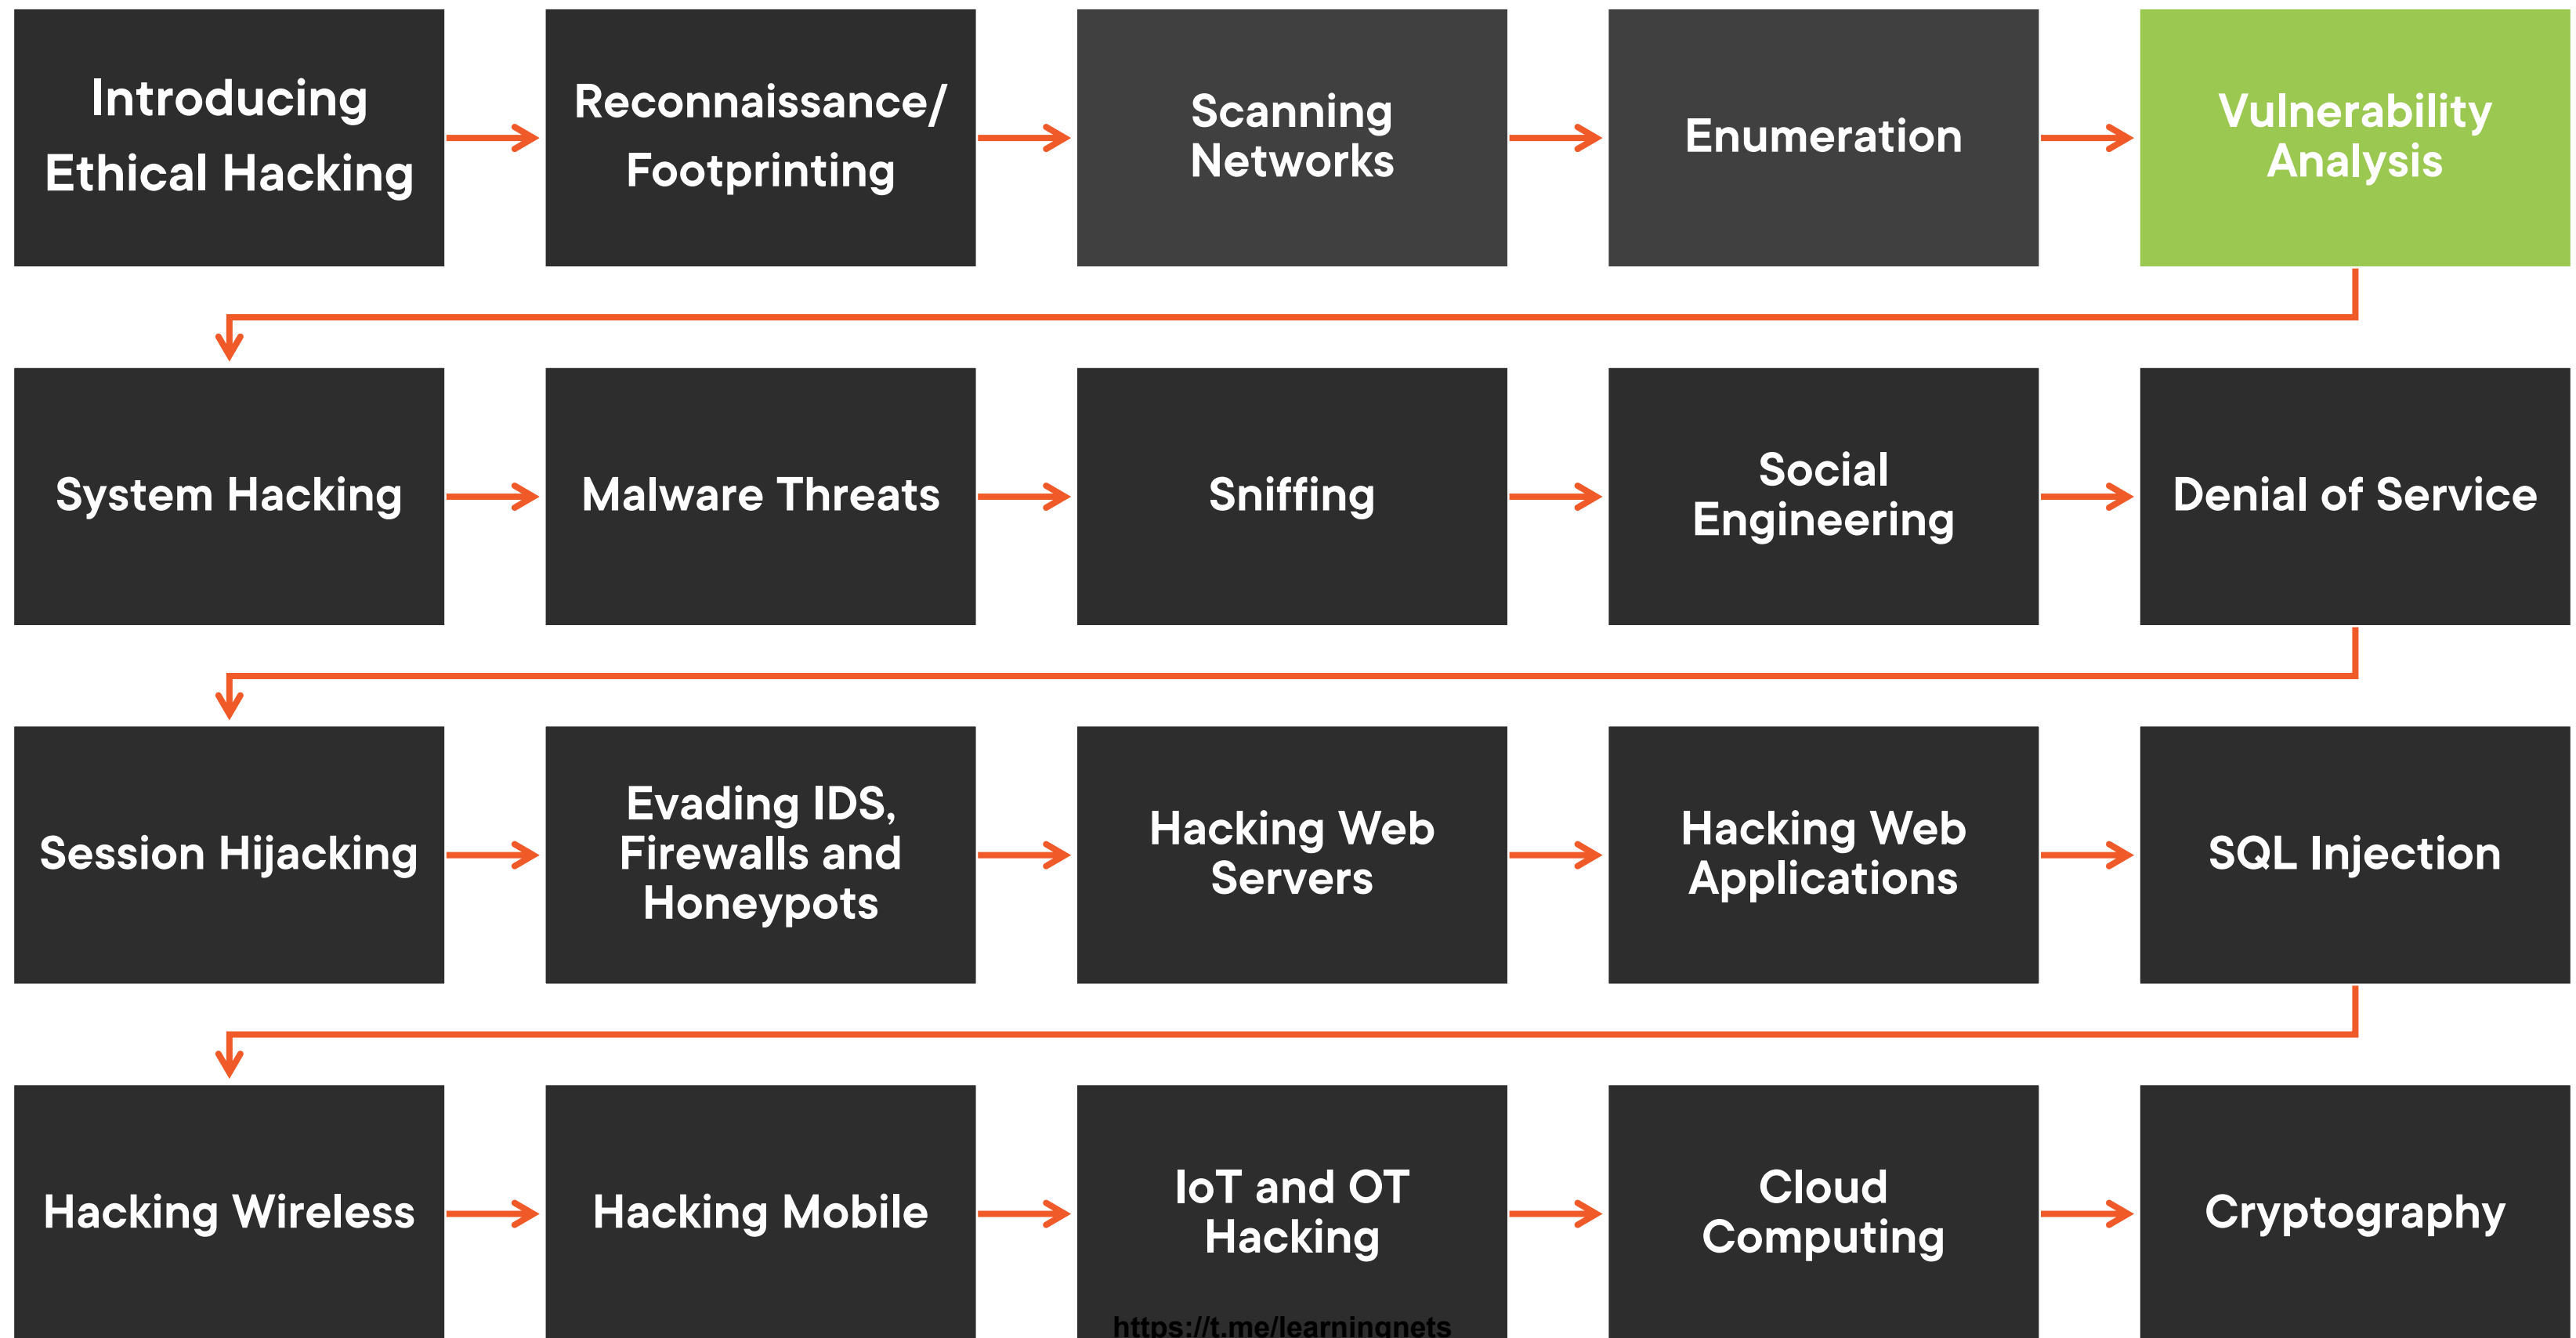 Introducing
Ethical Hacking
Reconnaissance/
Footprinting
Scanning
Networks
Enumeration
Vulnerability
Analysis
System Hacking
Malware Threats
Sniffing
Social
Engineering
Denial of Service
Session Hijacking
Evading IDS,
Firewalls and
Honeypots
Hacking Web
Servers
Hacking Web
Applications
SQL Injection
Hacking Wireless
Hacking Mobile
IoT and OT
Hacking
Cloud
Computing
Cryptography
https://t.me/learningnets